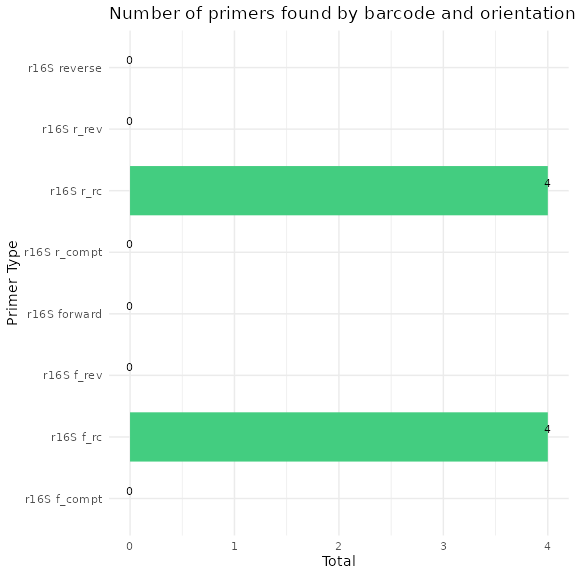 Number of primers found by barcode and orientation
r16S reverse
0
r16S r_rev
0
r16S r_rc
4
r16S r_compt
0
r16S forward
0
r16S f_rev
0
r16S f_rc
4
r16S f_compt
0
Primer Type
0 1 2 3 4
Total